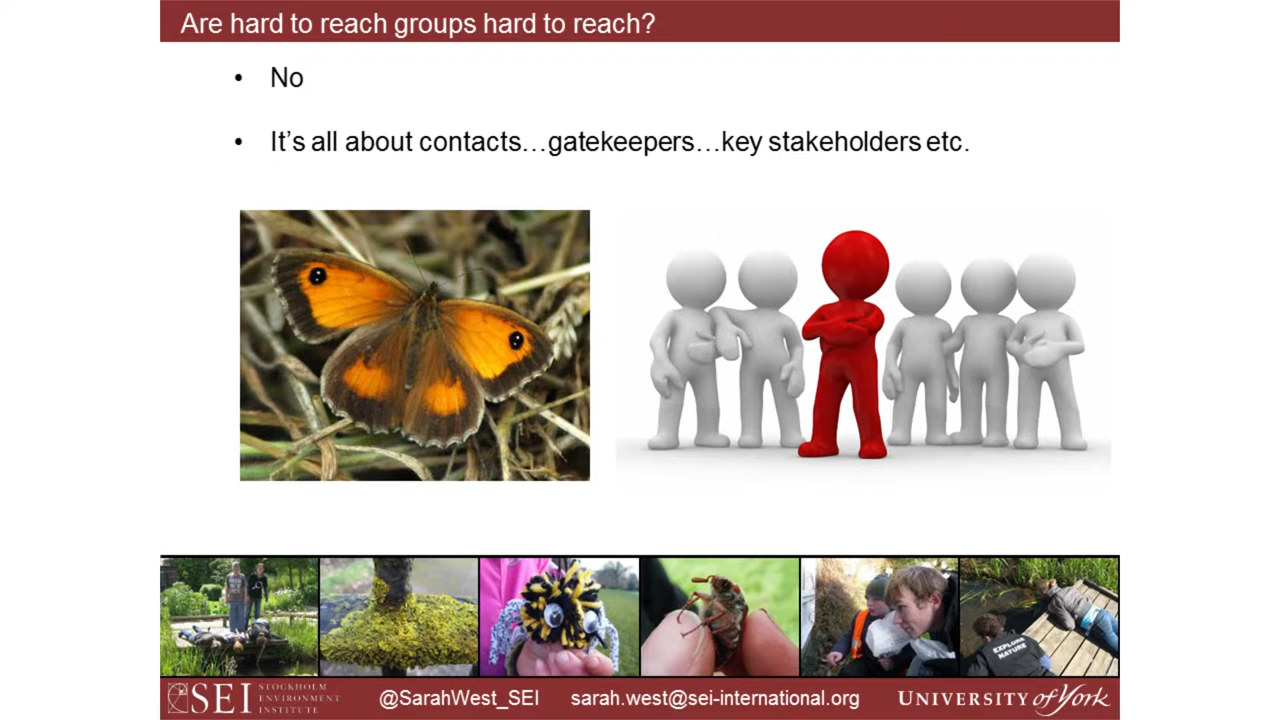 Are hard to reach groups hard to reach?
• No
• It's all about contacts…gatekeepers…key stakeholders etc.
EXPLORE
NATURE
SEI
STOCKHOLM
ENVIRONMENT
INSTITUTE
@SarahWest_SEI
sarah.west@sei-international.org
UNIVERSITY of York